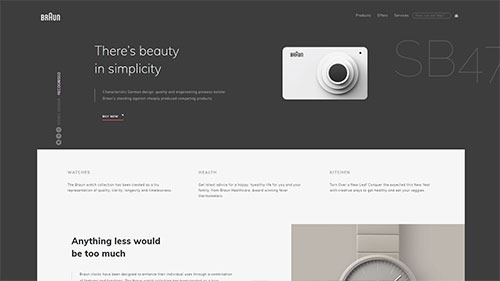 BRAUN
Products Offers Services
There's beauty
in simplicity
BRAUN
SB47
Characteristic German design quality and engineering prowess bolster
Braun's standing against cheaply produced competing products.
BUY NOW
WATCHES
The Braun watch collection has been created as a tru
representation of quality, clarity, longevity and timelessness.
HEALTH
Get latest advice for a happy, healthy life for you and your
family, from Braun Healthcare. Award winning fever
thermometers.
KITCHEN
Turn Over a New Leaf! Conquer the expected this New Year
with creative ways to get healthy and eat your veggies.
Anything less would
be too much
Braun clocks have been designed to enhance their individual uses through a combination